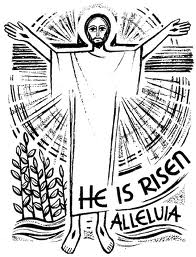 HE IS RISEN
ALLELUIA